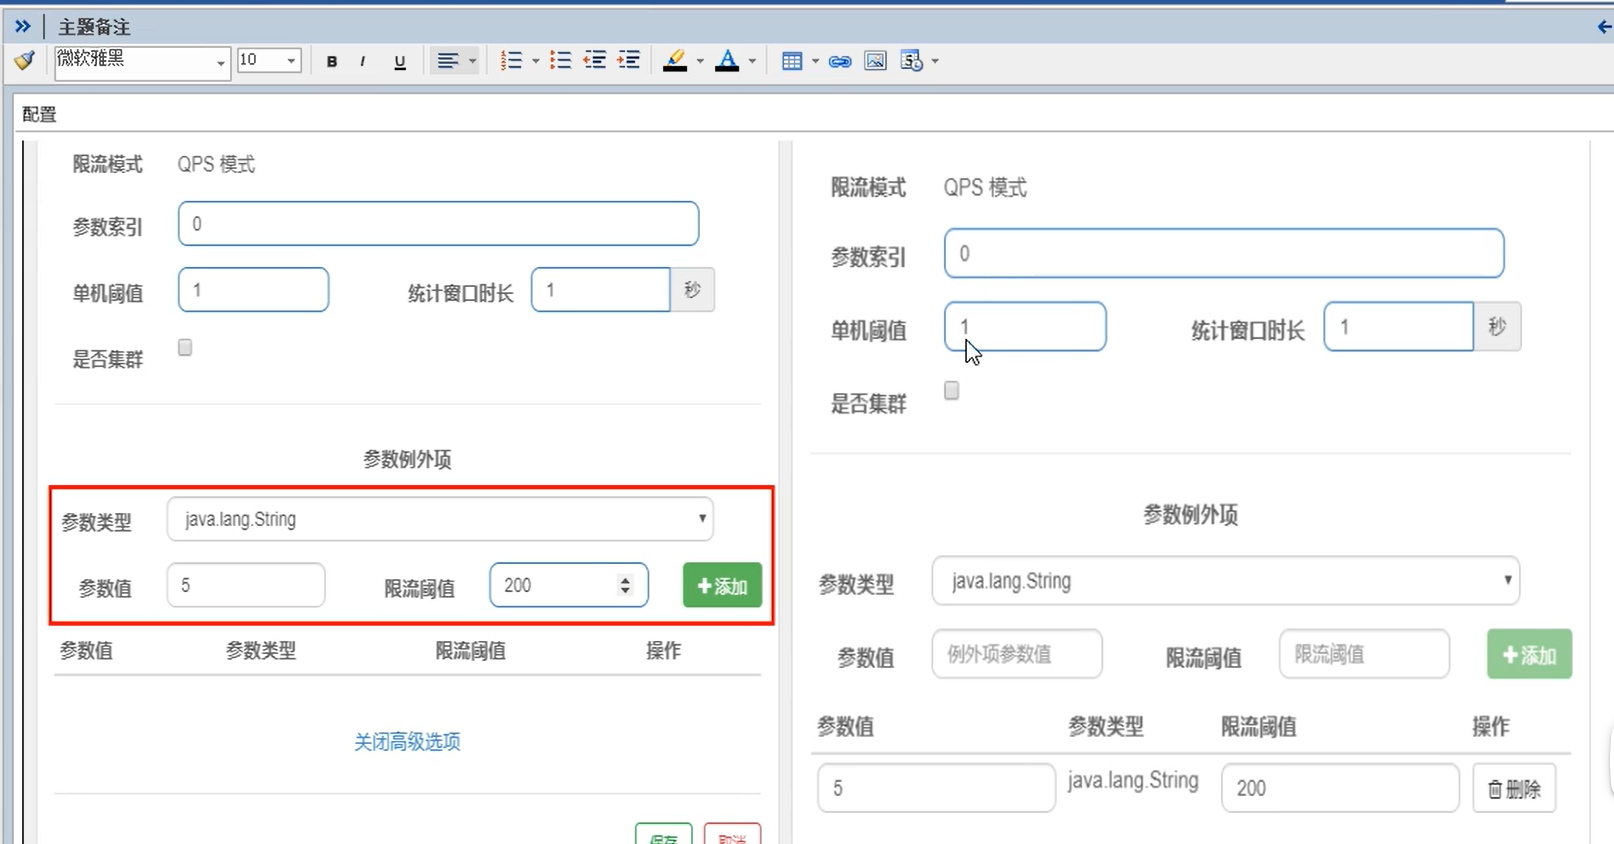 主题备注
微软雅黑 10 B I U
配置
限流模式 QPS 模式
参数索引 0
单机阈值 1 统计窗口时长 1 秒
是否集群
参数例外项
参数类型 java.lang.String
参数值 5 限流阈值 200 添加
参数值 参数类型 限流阈值 操作
关闭高级选项
保存 取消
限流模式 QPS 模式
参数索引 0
单机阈值 1 统计窗口时长 1 秒
是否集群
参数例外项
参数类型 java.lang.String
参数值 例外项参数值 限流阈值 限流阈值 添加
参数值 参数类型 限流阈值 操作
5 java.lang.String 200 删除